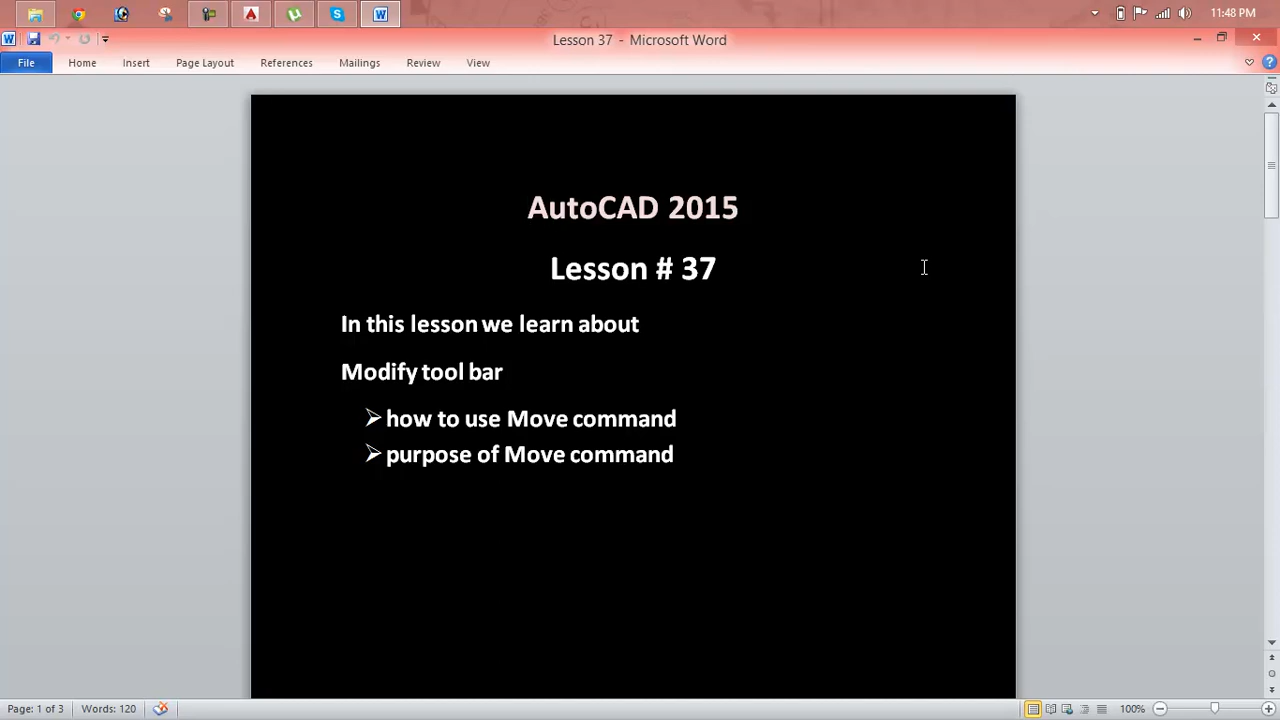 11:48 PM
Lesson 37 - Microsoft Word
File Home Insert Page Layout References Mailings Review View
AutoCAD 2015
Lesson # 37
In this lesson we learn about
Modify tool bar
how to use Move command
purpose of Move command
Page: 1 of 3 Words: 120 100%